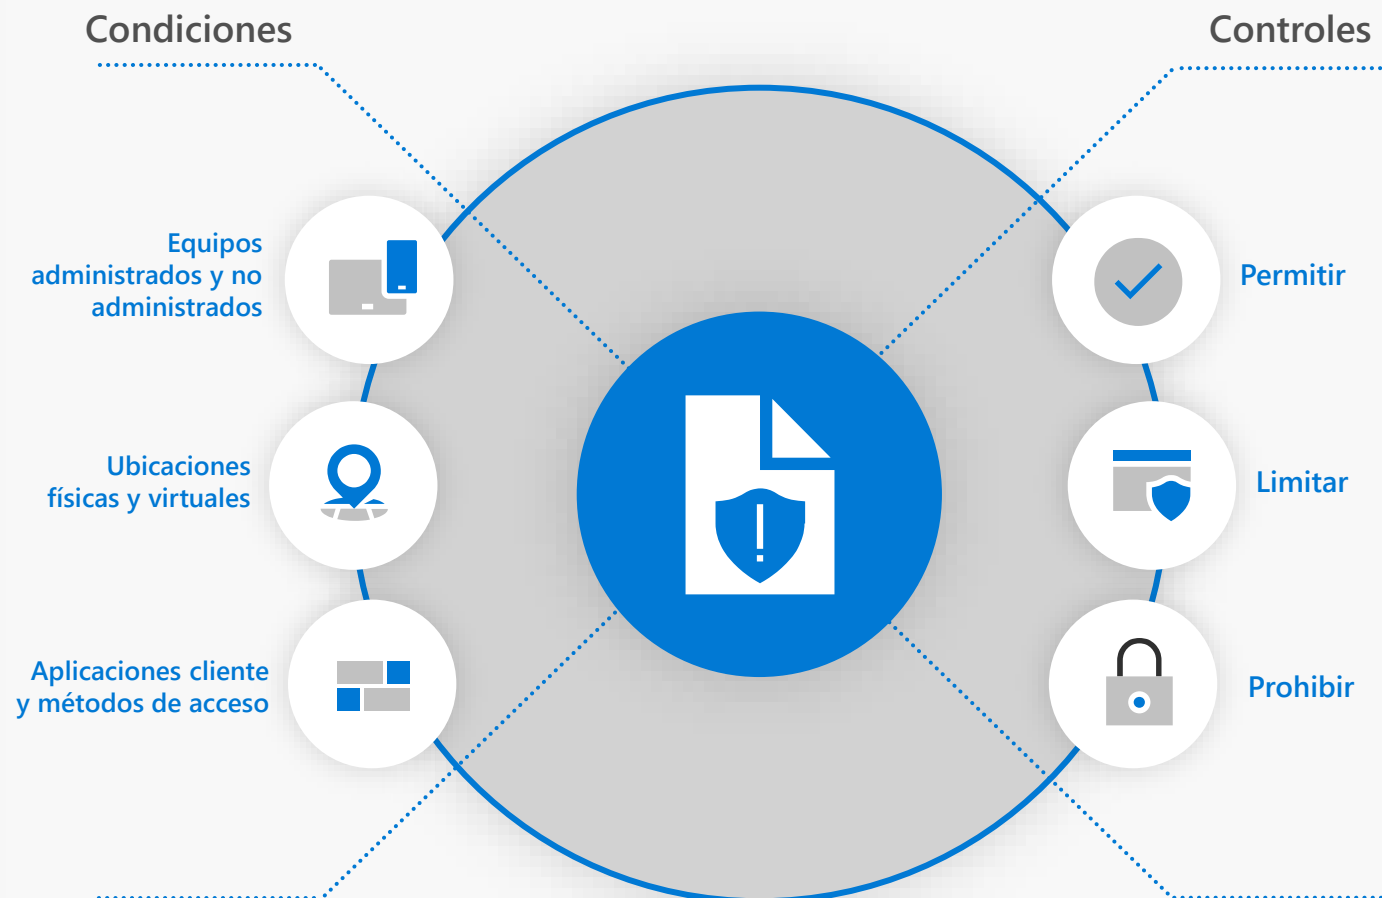 Condiciones
Controles
Equipos
administrados y no
administrados
Permitir
Ubicaciones
físicas y virtuales
Limitar
Aplicaciones cliente
y métodos de acceso
Prohibir